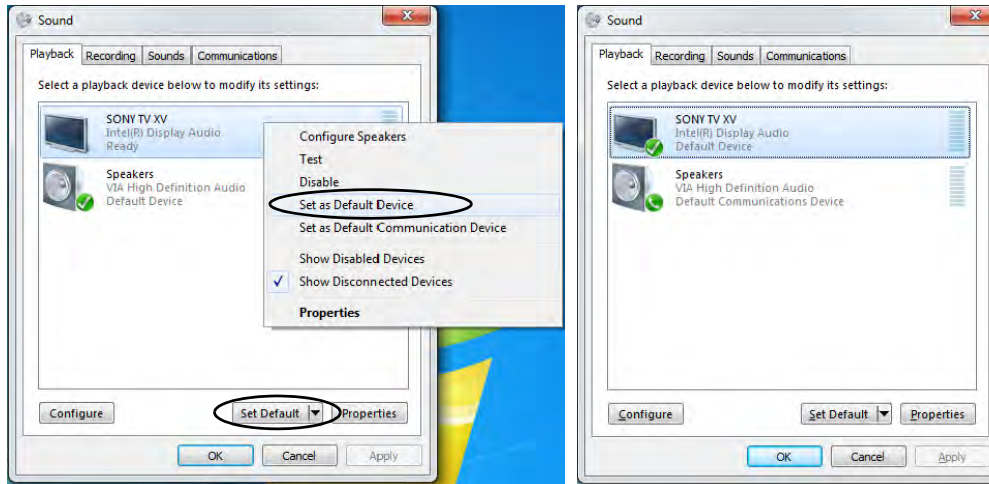 Sound
Playback Recording Sounds Communications
Select a playback device below to modify its settings:
SONY TV XV
Intel(R) Display Audio
Ready
Speakers
VIA High Definition Audio
Default Device
Configure Speakers
Test
Disable
Set as Default Device
Set as Default Communication Device
Show Disabled Devices
Show Disconnected Devices
Properties
Configure Set Default Properties
OK Cancel Apply
Sound
Playback Recording Sounds Communications
Select a playback device below to modify its settings:
SONY TV XV
Intel(R) Display Audio
Default Device
Speakers
VIA High Definition Audio
Default Communications Device
Configure Set Default Properties
OK Cancel Apply